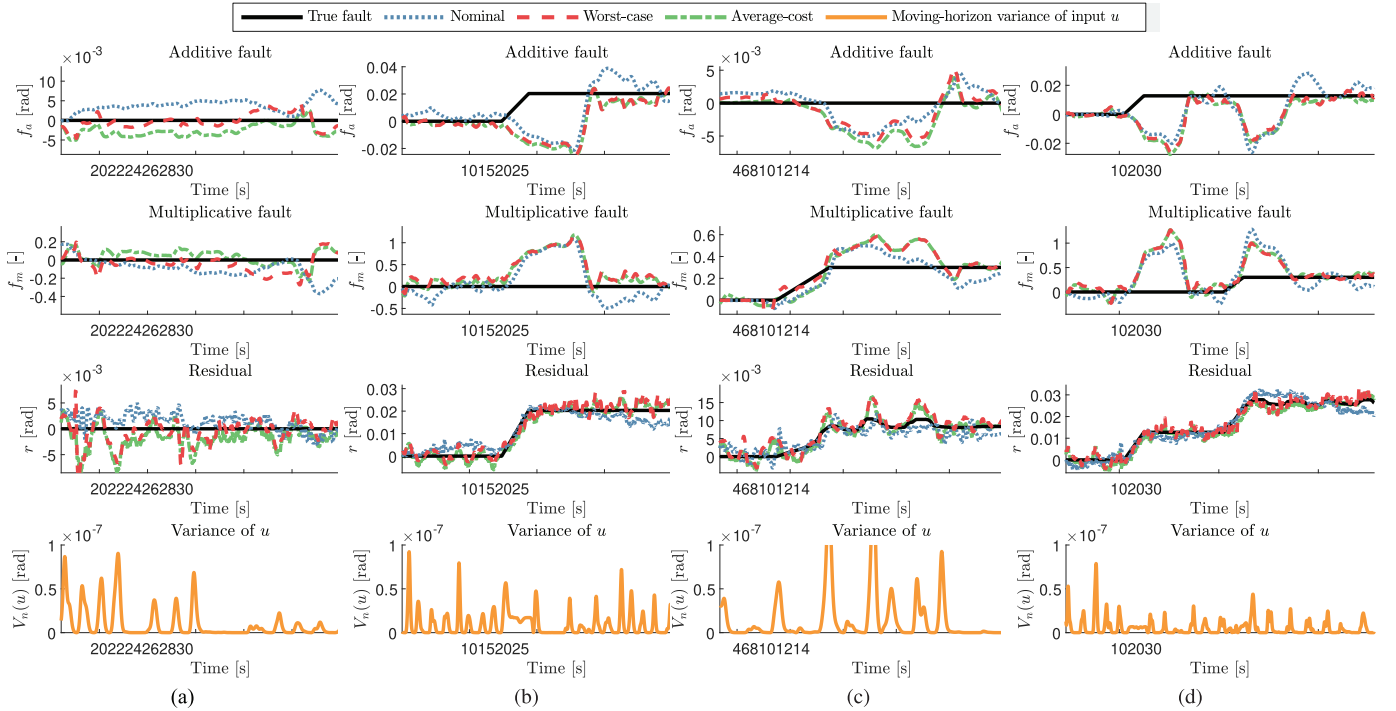 True fault Nominal Worst-case Average-cost Moving-horizon variance of input u
×10⁻³ Additive fault
f_a [rad]
10
5
0
-5
202224262830
Time [s]
Additive fault
f_a [rad]
0.04
0.02
0
-0.02
10152025
Time [s]
×10⁻³ Additive fault
f_a [rad]
5
0
-5
468101214
Time [s]
Additive fault
f_a [rad]
0.02
0
-0.02
102030
Time [s]
Multiplicative fault
f_m [-]
0.2
0
-0.2
-0.4
202224262830
Time [s]
Multiplicative fault
f_m [-]
1
0.5
0
-0.5
10152025
Time [s]
Multiplicative fault
f_m [-]
0.6
0.4
0.2
0
468101214
Time [s]
Multiplicative fault
f_m [-]
1
0.5
0
102030
Time [s]
×10⁻³ Residual
r [rad]
5
0
-5
202224262830
Time [s]
Residual
r [rad]
0.03
0.02
0.01
0
10152025
Time [s]
×10⁻³ Residual
r [rad]
15
10
5
0
468101214
Time [s]
Residual
r [rad]
0.03
0.02
0.01
0
102030
Time [s]
×10⁻⁷ Variance of u
V_n(u) [rad]
1
0.5
0
202224262830
Time [s]
(a)
×10⁻⁷ Variance of u
V_n(u) [rad]
1
0.5
0
10152025
Time [s]
(b)
×10⁻⁷ Variance of u
V_n(u) [rad]
1
0.5
0
468101214
Time [s]
(c)
×10⁻⁷ Variance of u
V_n(u) [rad]
1
0.5
0
102030
Time [s]
(d)